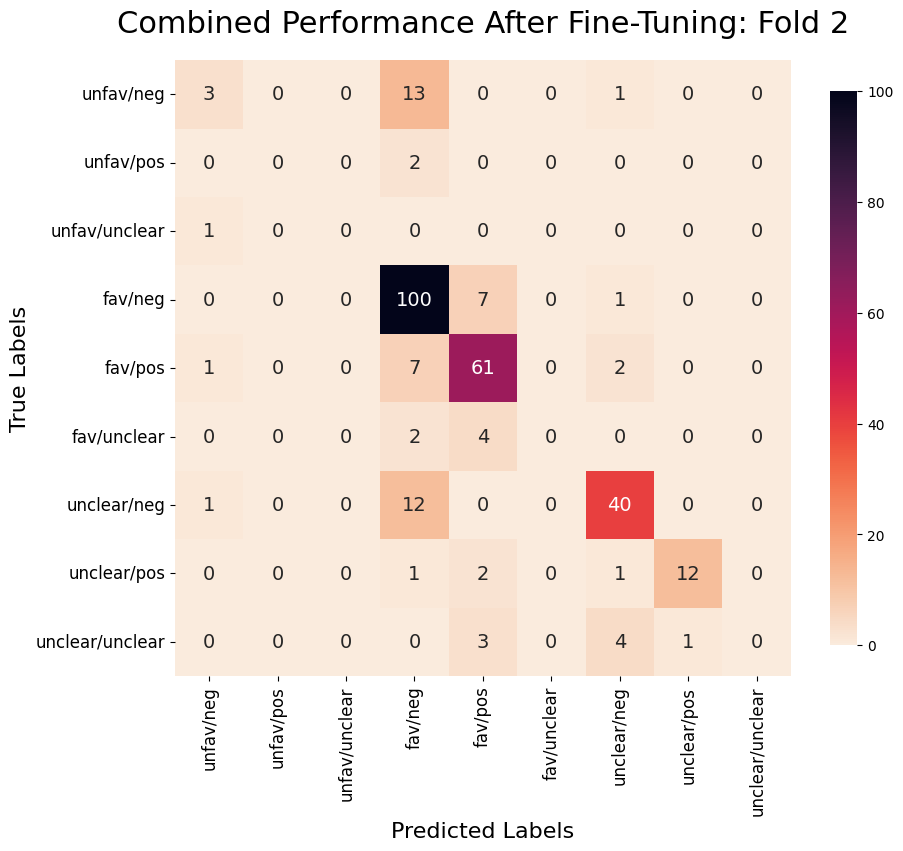 Combined Performance After Fine-Tuning: Fold 2
True Labels
unfav/neg 3 0 0 13 0 0 1 0 0
unfav/pos 0 0 0 2 0 0 0 0 0
unfav/unclear 1 0 0 0 0 0 0 0 0
fav/neg 0 0 0 100 7 0 1 0 0
fav/pos 1 0 0 7 61 0 2 0 0
fav/unclear 0 0 0 2 4 0 0 0 0
unclear/neg 1 0 0 12 0 0 40 0 0
unclear/pos 0 0 0 1 2 0 1 12 0
unclear/unclear 0 0 0 0 3 0 4 1 0
unfav/neg unfav/pos unfav/unclear fav/neg fav/pos fav/unclear unclear/neg unclear/pos unclear/unclear
Predicted Labels
100
80
60
40
20
0